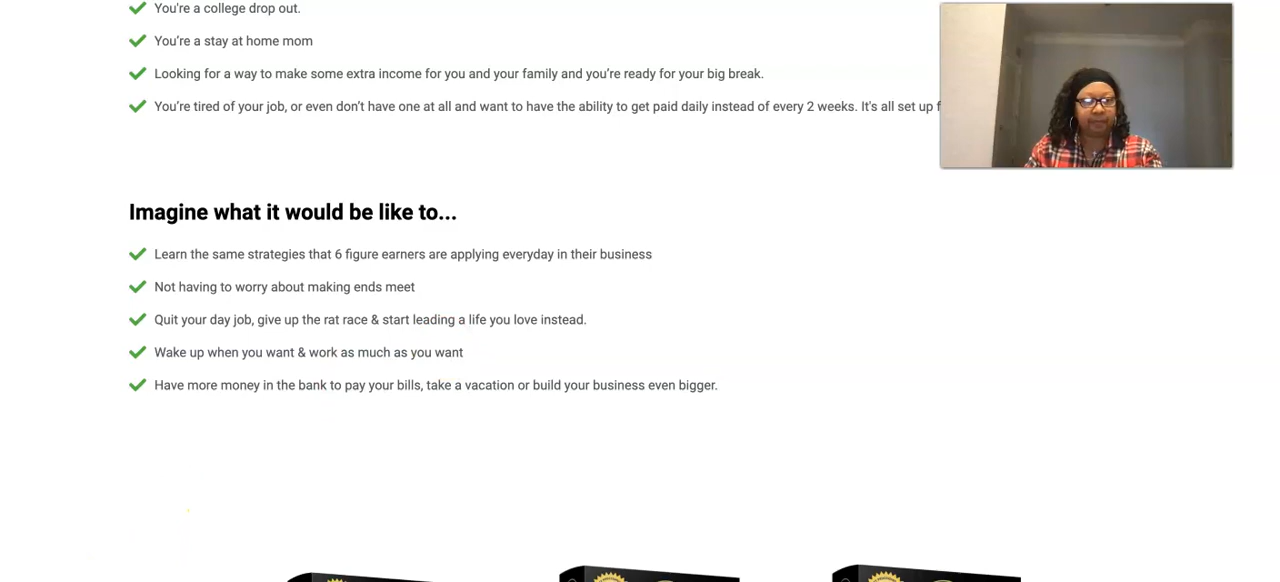 You're a college drop out.
You're a stay at home mom
Looking for a way to make some extra income for you and your family and you're ready for your big break.
You're tired of your job, or even don't have one at all and want to have the ability to get paid daily instead of every 2 weeks. It's all set up f
Imagine what it would be like to...
Learn the same strategies that 6 figure earners are applying everyday in their business
Not having to worry about making ends meet
Quit your day job, give up the rat race & start leading a life you love instead.
Wake up when you want & work as much as you want
Have more money in the bank to pay your bills, take a vacation or build your business even bigger.